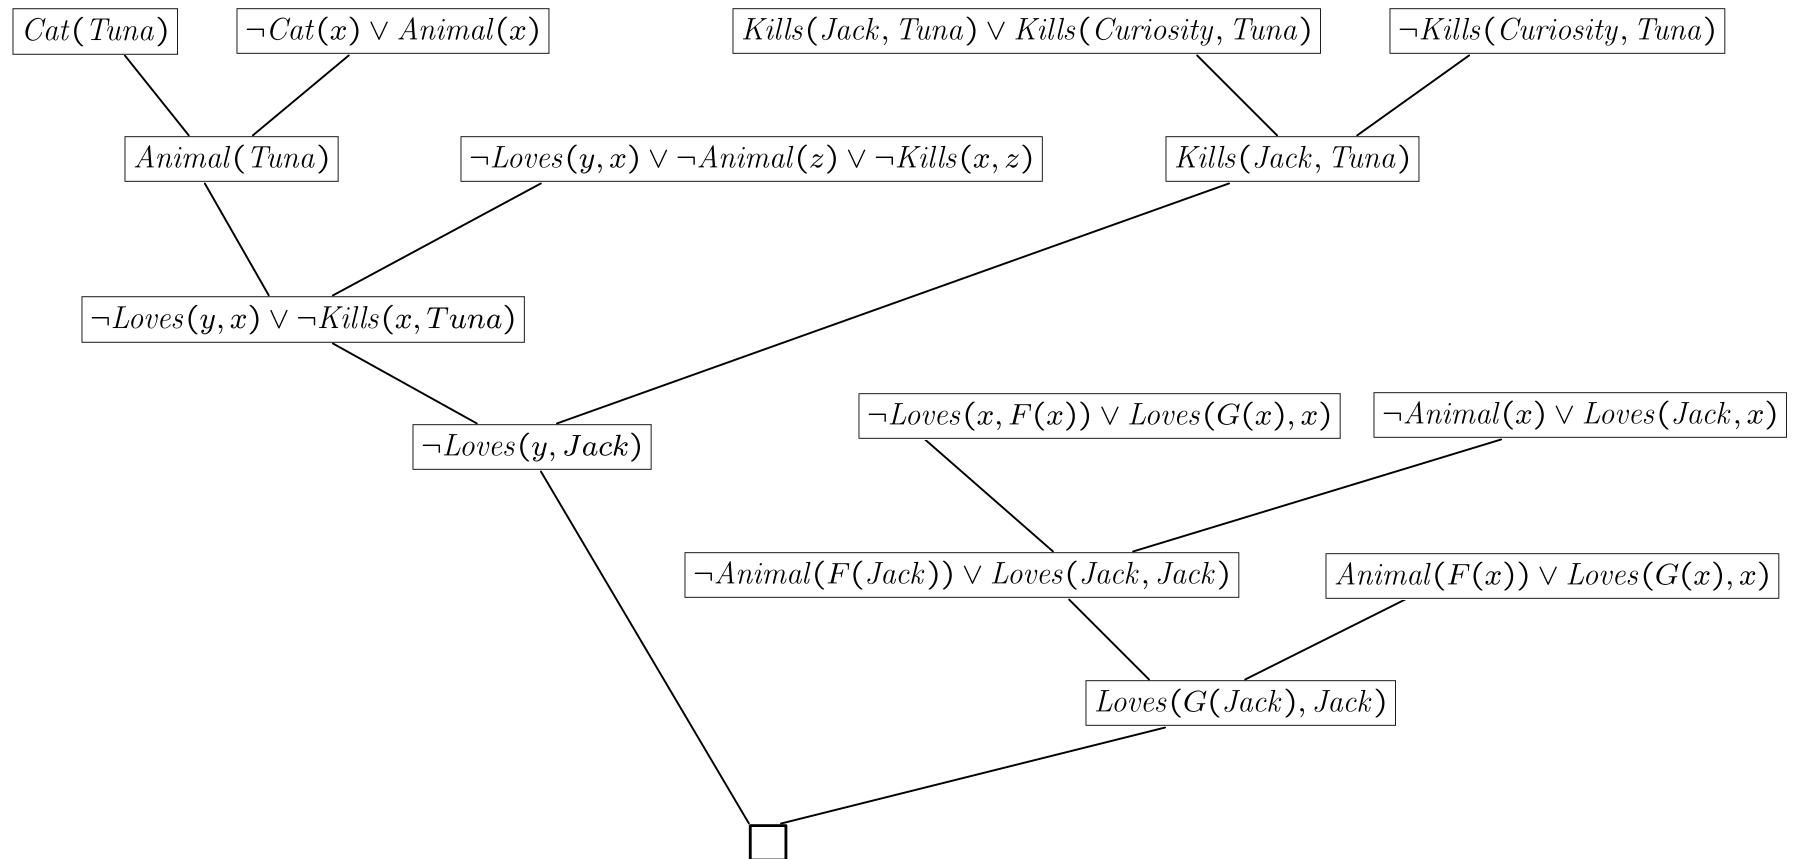 Cat(Tuna)
¬Cat(x) ∨ Animal(x)
Kills(Jack, Tuna) ∨ Kills(Curiosity, Tuna)
¬Kills(Curiosity, Tuna)
Animal(Tuna)
¬Loves(y, x) ∨ ¬Animal(z) ∨ ¬Kills(x, z)
Kills(Jack, Tuna)
¬Loves(y, x) ∨ ¬Kills(x, Tuna)
¬Loves(y, Jack)
¬Loves(x, F(x)) ∨ Loves(G(x), x)
¬Animal(x) ∨ Loves(Jack, x)
¬Animal(F(Jack)) ∨ Loves(Jack, Jack)
Animal(F(x)) ∨ Loves(G(x), x)
Loves(G(Jack), Jack)